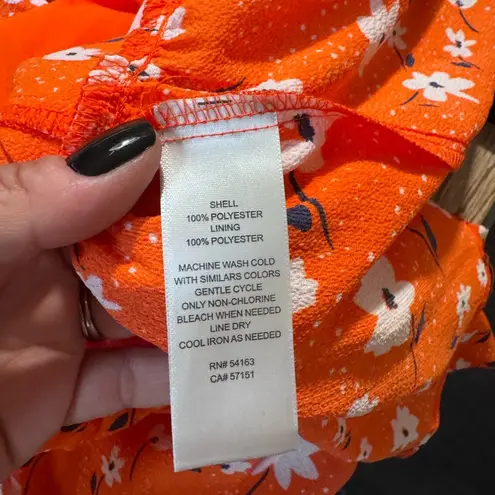 SHELL
100% POLYESTER
LINING
100% POLYESTER
MACHINE WASH COLD
WITH SIMILARS COLORS
GENTLE CYCLE
ONLY NON-CHLORINE
BLEACH WHEN NEEDED
LINE DRY
COOL IRON AS NEEDED
RN# 54163
CA# 57151